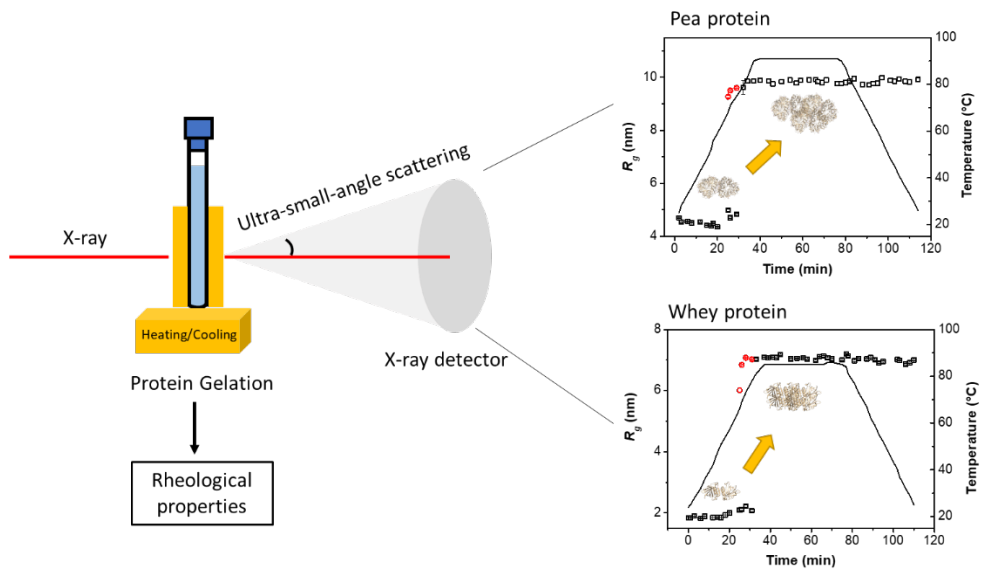 X-ray
Ultra-small-angle scattering
Heating/Cooling
X-ray detector
Protein Gelation
Rheological
properties
Pea protein
10
8
6
4
R_g (nm)
100
80
60
40
20
Temperature (°C)
0 20 40 60 80 100 120
Time (min)
Whey protein
8
6
4
2
R_g (nm)
100
80
60
40
20
Temperature (°C)
0 20 40 60 80 100 120
Time (min)